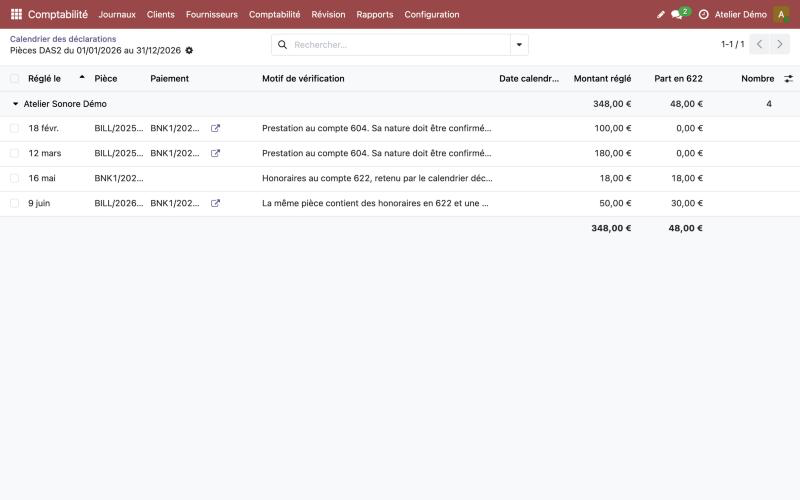 Comptabilité Journaux Clients Fournisseurs Comptabilité Révision Rapports Configuration 2 Atelier Démo A
Calendrier des déclarations
Pièces DAS2 du 01/01/2026 au 31/12/2026
Rechercher...
1-1 / 1
Réglé le Pièce Paiement Motif de vérification Date calendr... Montant réglé Part en 622 Nombre
Atelier Sonore Démo 348,00 € 48,00 € 4
18 févr. BILL/2025... BNK1/202... Prestation au compte 604. Sa nature doit être confirmé... 100,00 € 0,00 €
12 mars BILL/2025... BNK1/202... Prestation au compte 604. Sa nature doit être confirmé... 180,00 € 0,00 €
16 mai BNK1/202... Honoraires au compte 622, retenu par le calendrier déc... 18,00 € 18,00 €
9 juin BILL/2026... BNK1/202... La même pièce contient des honoraires en 622 et une ... 50,00 € 30,00 €
348,00 € 48,00 €